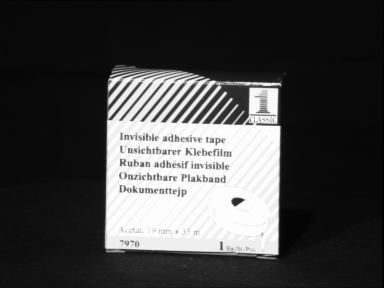 1
CLASSIC
Invisible adhesive tape
Unsichtbarer Klebefilm
Ruban adhésif invisible
Onzichtbare Plakband
Dokumenttejp
Acetat, 19 mm x 33 m
7970
1